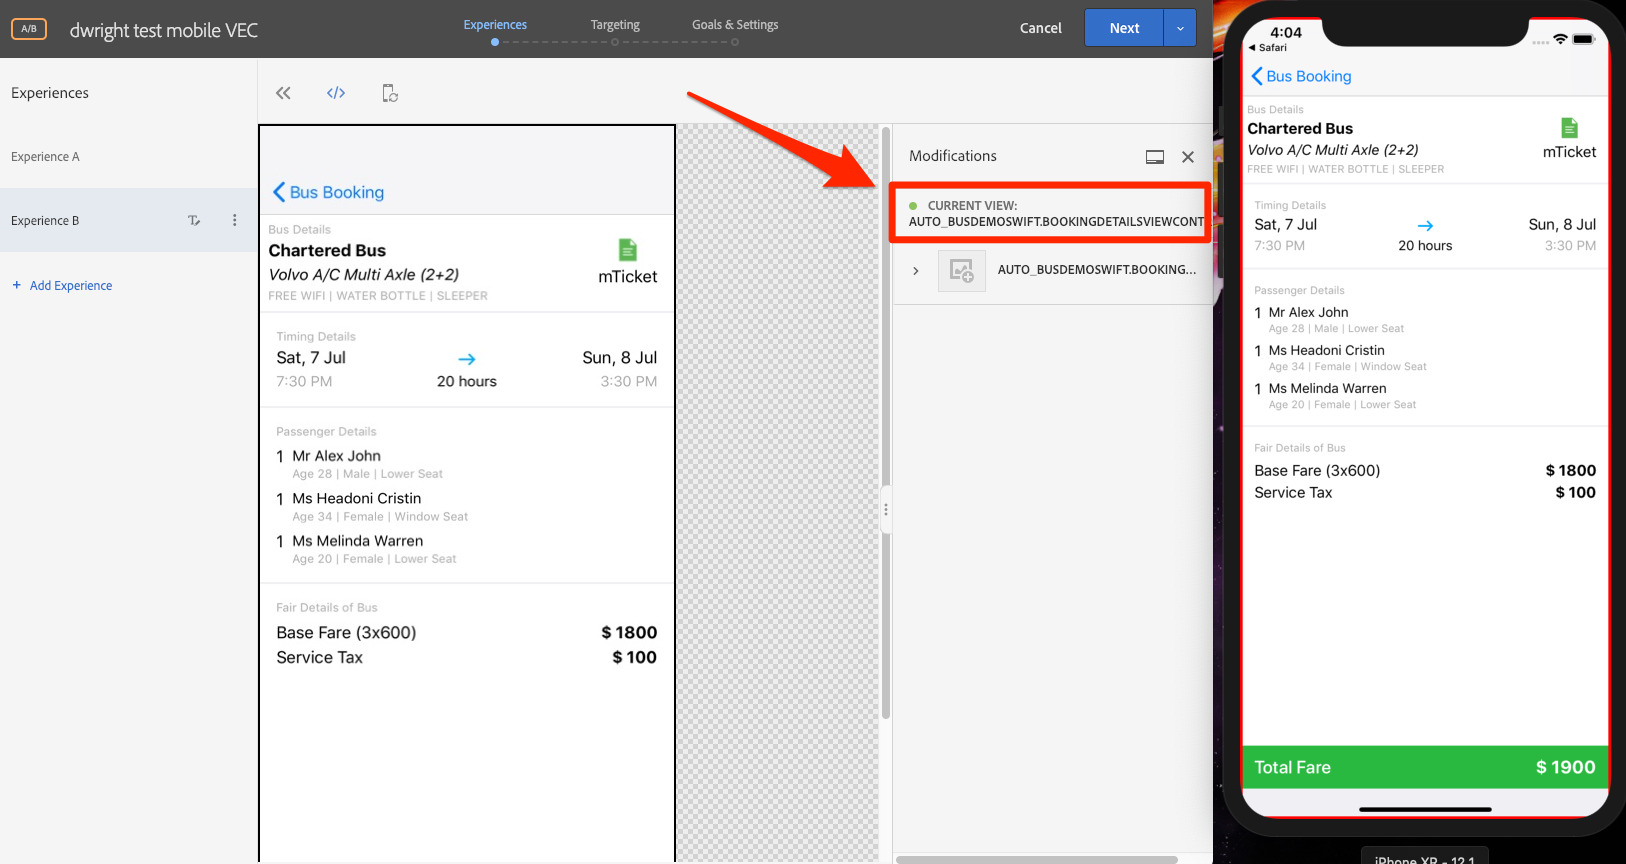 A/B
dwright test mobile VEC
Experiences
Targeting
Goals & Settings
Cancel
Next
Experiences
Experience A
Experience B
+ Add Experience
</>
Bus Booking
Bus Details
Chartered Bus
Volvo A/C Multi Axle (2+2)
FREE WIFI | WATER BOTTLE | SLEEPER
mTicket
Timing Details
Sat, 7 Jul
Sun, 8 Jul
7:30 PM
20 hours
3:30 PM
Passenger Details
1 Mr Alex John
Age 28 | Male | Lower Seat
1 Ms Headoni Cristin
Age 34 | Female | Window Seat
1 Ms Melinda Warren
Age 20 | Female | Lower Seat
Fair Details of Bus
Base Fare (3x600) $ 1800
Service Tax $ 100
Modifications
CURRENT VIEW:
AUTO_BUSDEMOSWIFT.BOOKINGDETAILSVIEWCONT
AUTO_BUSDEMOSWIFT.BOOKING...
4:04
Safari
Bus Booking
Bus Details
Chartered Bus
Volvo A/C Multi Axle (2+2)
FREE WIFI | WATER BOTTLE | SLEEPER
mTicket
Timing Details
Sat, 7 Jul
Sun, 8 Jul
7:30 PM
20 hours
3:30 PM
Passenger Details
1 Mr Alex John
Age 28 | Male | Lower Seat
1 Ms Headoni Cristin
Age 34 | Female | Window Seat
1 Ms Melinda Warren
Age 20 | Female | Lower Seat
Fair Details of Bus
Base Fare (3x600) $ 1800
Service Tax $ 100
Total Fare $ 1900
iPhone XR - 12.1